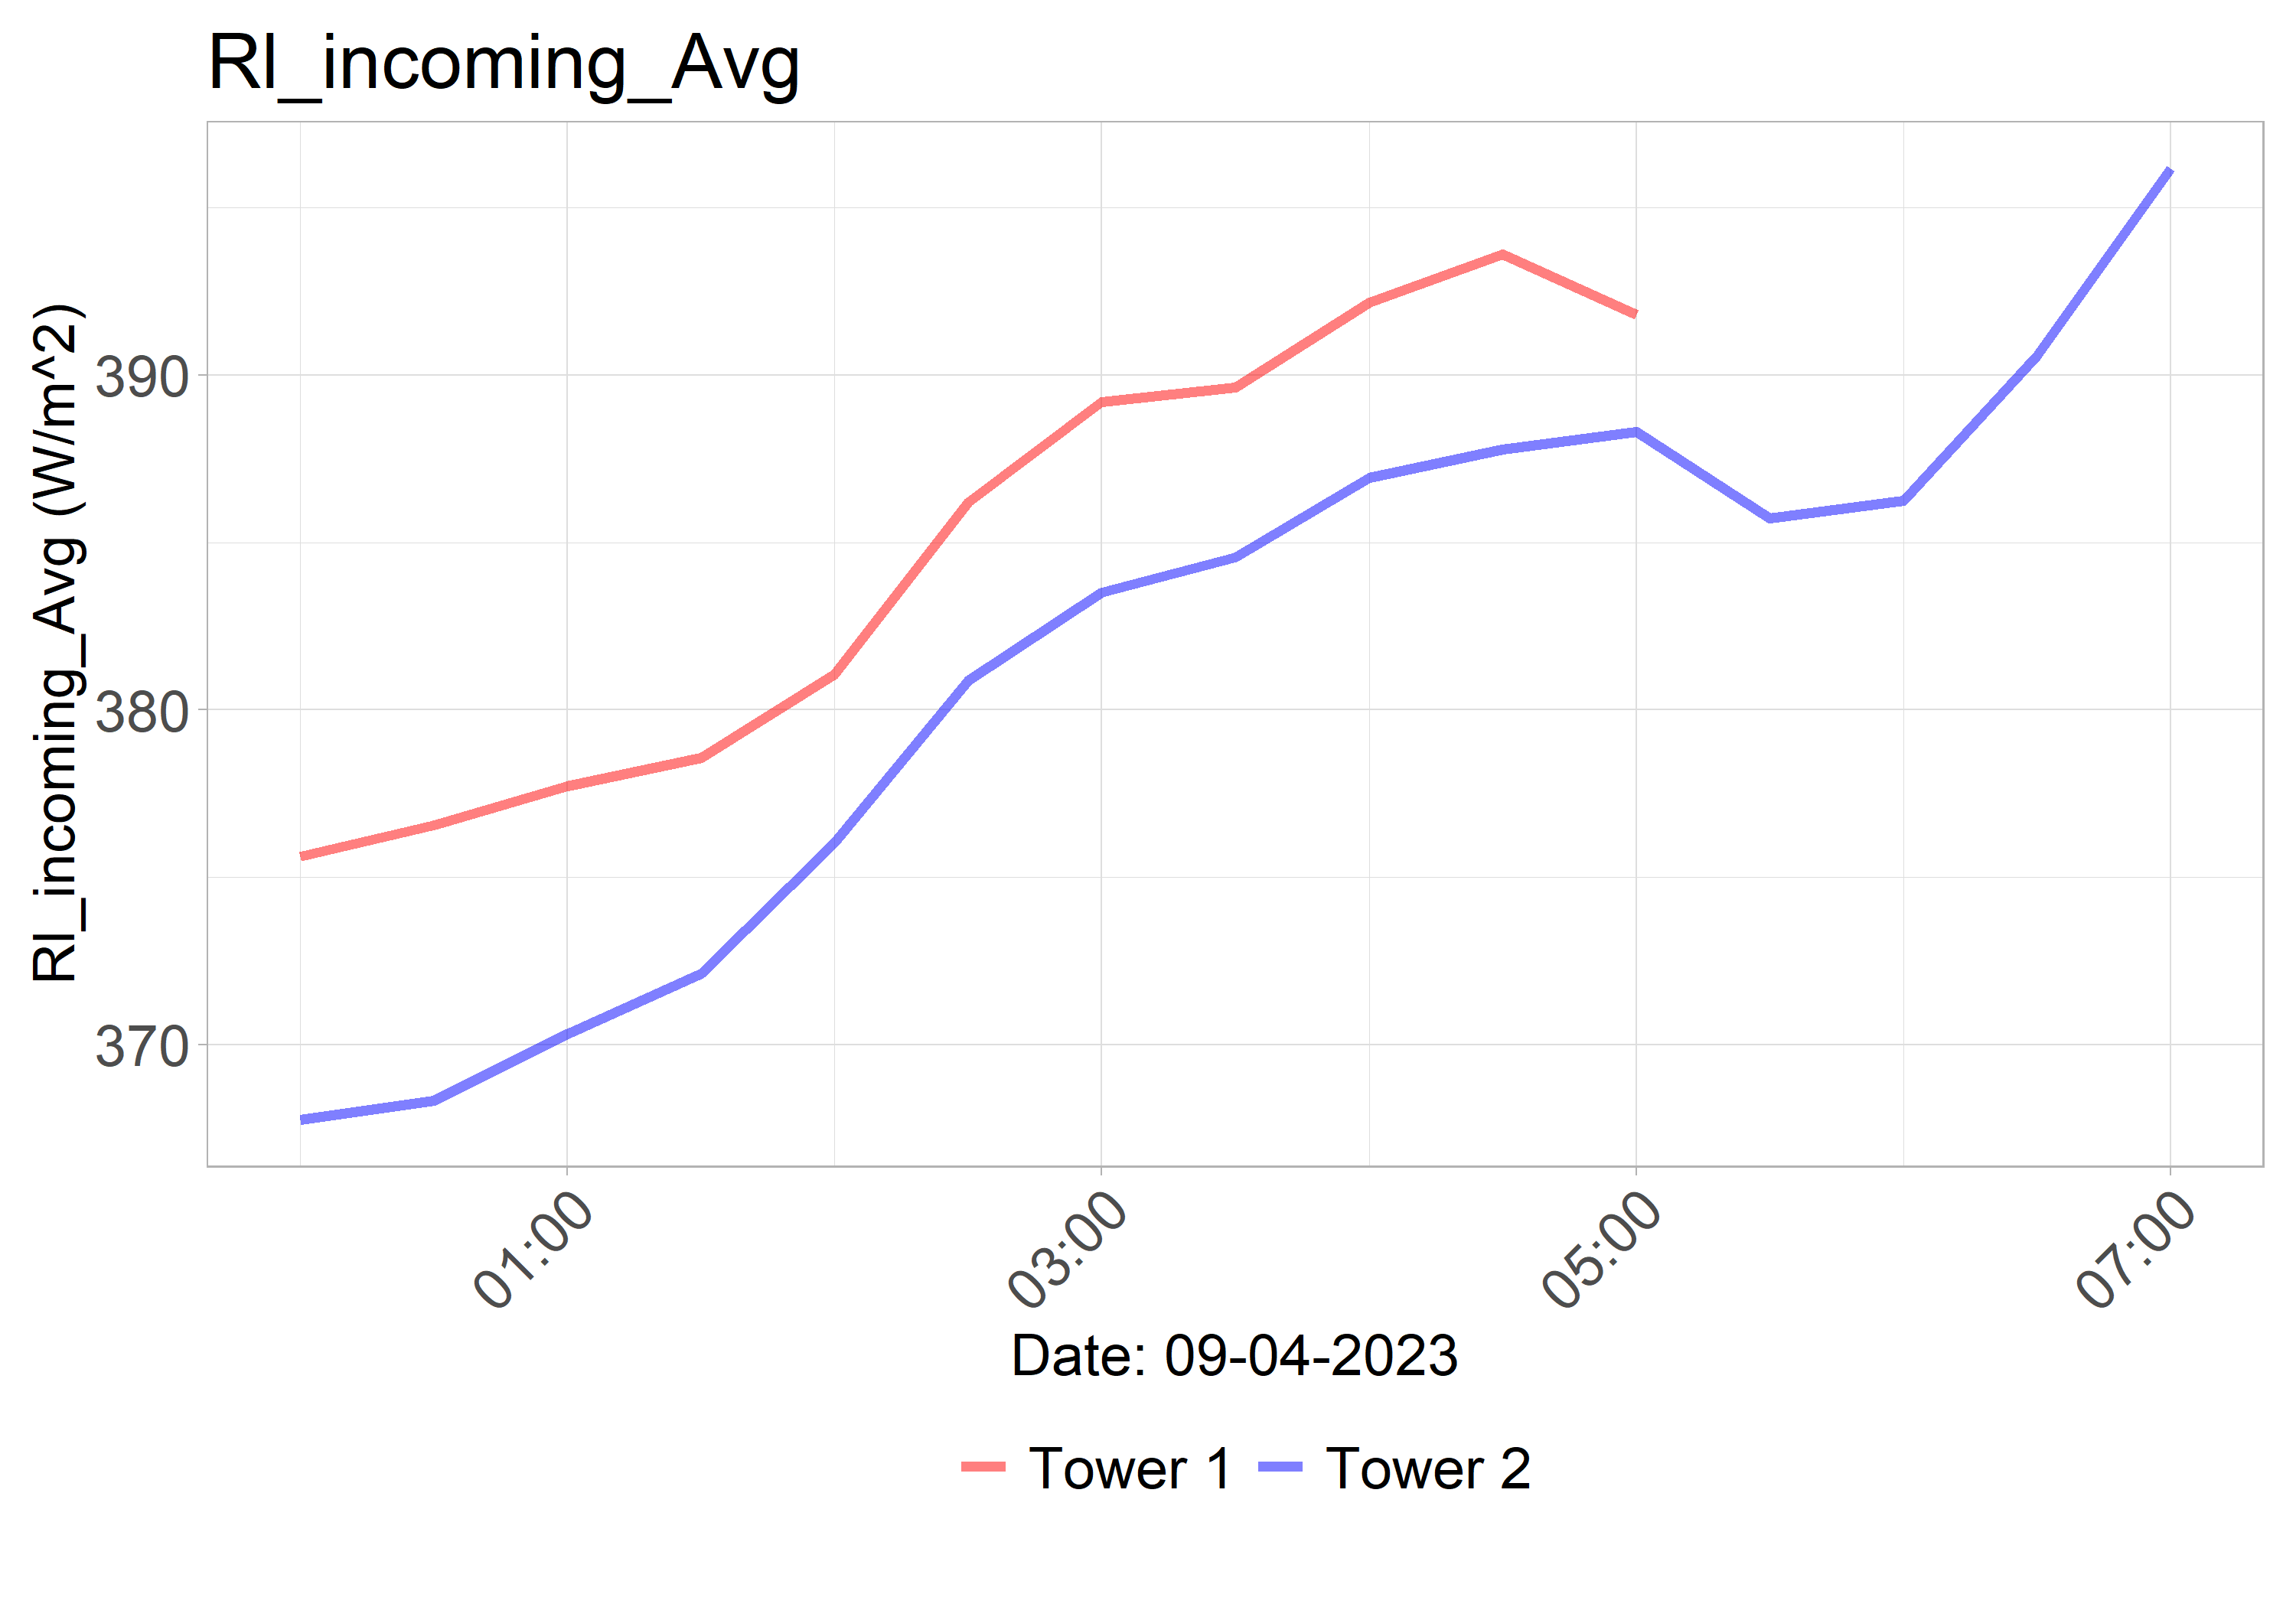 Rl_incoming_Avg
Rl_incoming_Avg (W/m^2)
390
380
370
01:00
03:00
05:00
07:00
Date: 09-04-2023
Tower 1
Tower 2